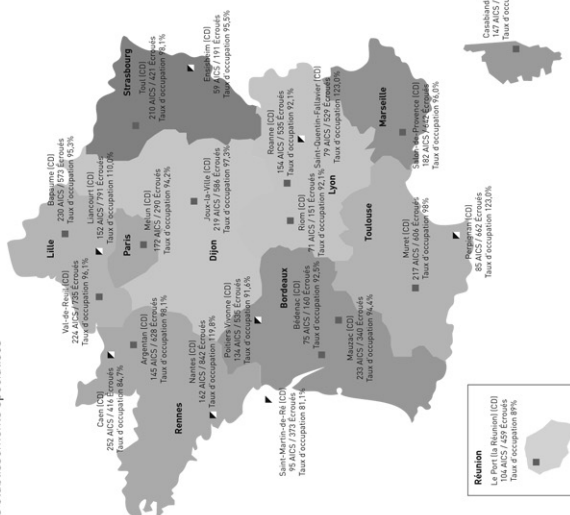 Lille
Bapaume (CD)
230 AICS / 573 Écroués
Taux d'occupation 95,3%
Val-de-Reuil (CD)
224 AICS / 735 Écroués
Taux d'occupation 96,1%
Liancourt (CD)
152 AICS / 791 Écroués
Taux d'occupation 110,0%
Caen (CD)
252 AICS / 416 Écroués
Taux d'occupation 84,7%
Argentan (CD)
145 AICS / 628 Écroués
Taux d'occupation 98,1%
Paris
Melun (CD)
172 AICS / 290 Écroués
Taux d'occupation 94,2%
Strasbourg
Toul (CD)
210 AICS / 421 Écroués
Taux d'occupation 98,1%
Ensisheim (CD)
59 AICS / 191 Écroués
Taux d'occupation 95,5%
Rennes
Nantes (CD)
162 AICS / 842 Écroués
Taux d'occupation 119,8%
Dijon
Joux-la-Ville (CD)
219 AICS / 586 Écroués
Taux d'occupation 97,3%
Poitiers-Vivonne (CD)
134 AICS / 535 Écroués
Taux d'occupation 91,6%
Saint-Martin-de-Ré (CD)
95 AICS / 373 Écroués
Taux d'occupation 81,1%
Bordeaux
Bédenac (CD)
75 AICS / 160 Écroués
Taux d'occupation 92,5%
Mauzac (CD)
233 AICS / 340 Écroués
Taux d'occupation 94,4%
Roanne (CD)
154 AICS / 535 Écroués
Taux d'occupation 92,1%
Riom (CD)
71 AICS / 151 Écroués
Taux d'occupation 92,1%
Lyon
Saint-Quentin-Fallavier (CD)
79 AICS / 529 Écroués
Taux d'occupation 123,0%
Toulouse
Muret (CD)
217 AICS / 606 Écroués
Taux d'occupation 98%
Perpignan (CD)
85 AICS / 662 Écroués
Taux d'occupation 123,0%
Marseille
Salon-de-Provence (CD)
182 AICS / 642 Écroués
Taux d'occupation 96,0%
147 AICS /
Réunion
Le Port (la Réunion) (CD)
104 AICS / 459 Écroués
Taux d'occupation 89%